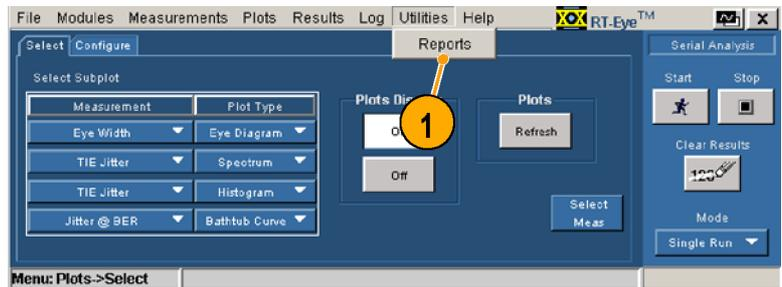 File Modules Measurements Plots Results Log Utilities Help RT-Eye™ X
Reports
1
Select Configure
Select Subplot
Measurement Plot Type
Eye Width Eye Diagram
TIE Jitter Spectrum
TIE Jitter Histogram
Jitter @ BER Bathtub Curve
Plots
Off
Plots
Refresh
Select
Meas
Serial Analysis
Start Stop
Clear Results
Mode
Single Run
Menu: Plots->Select